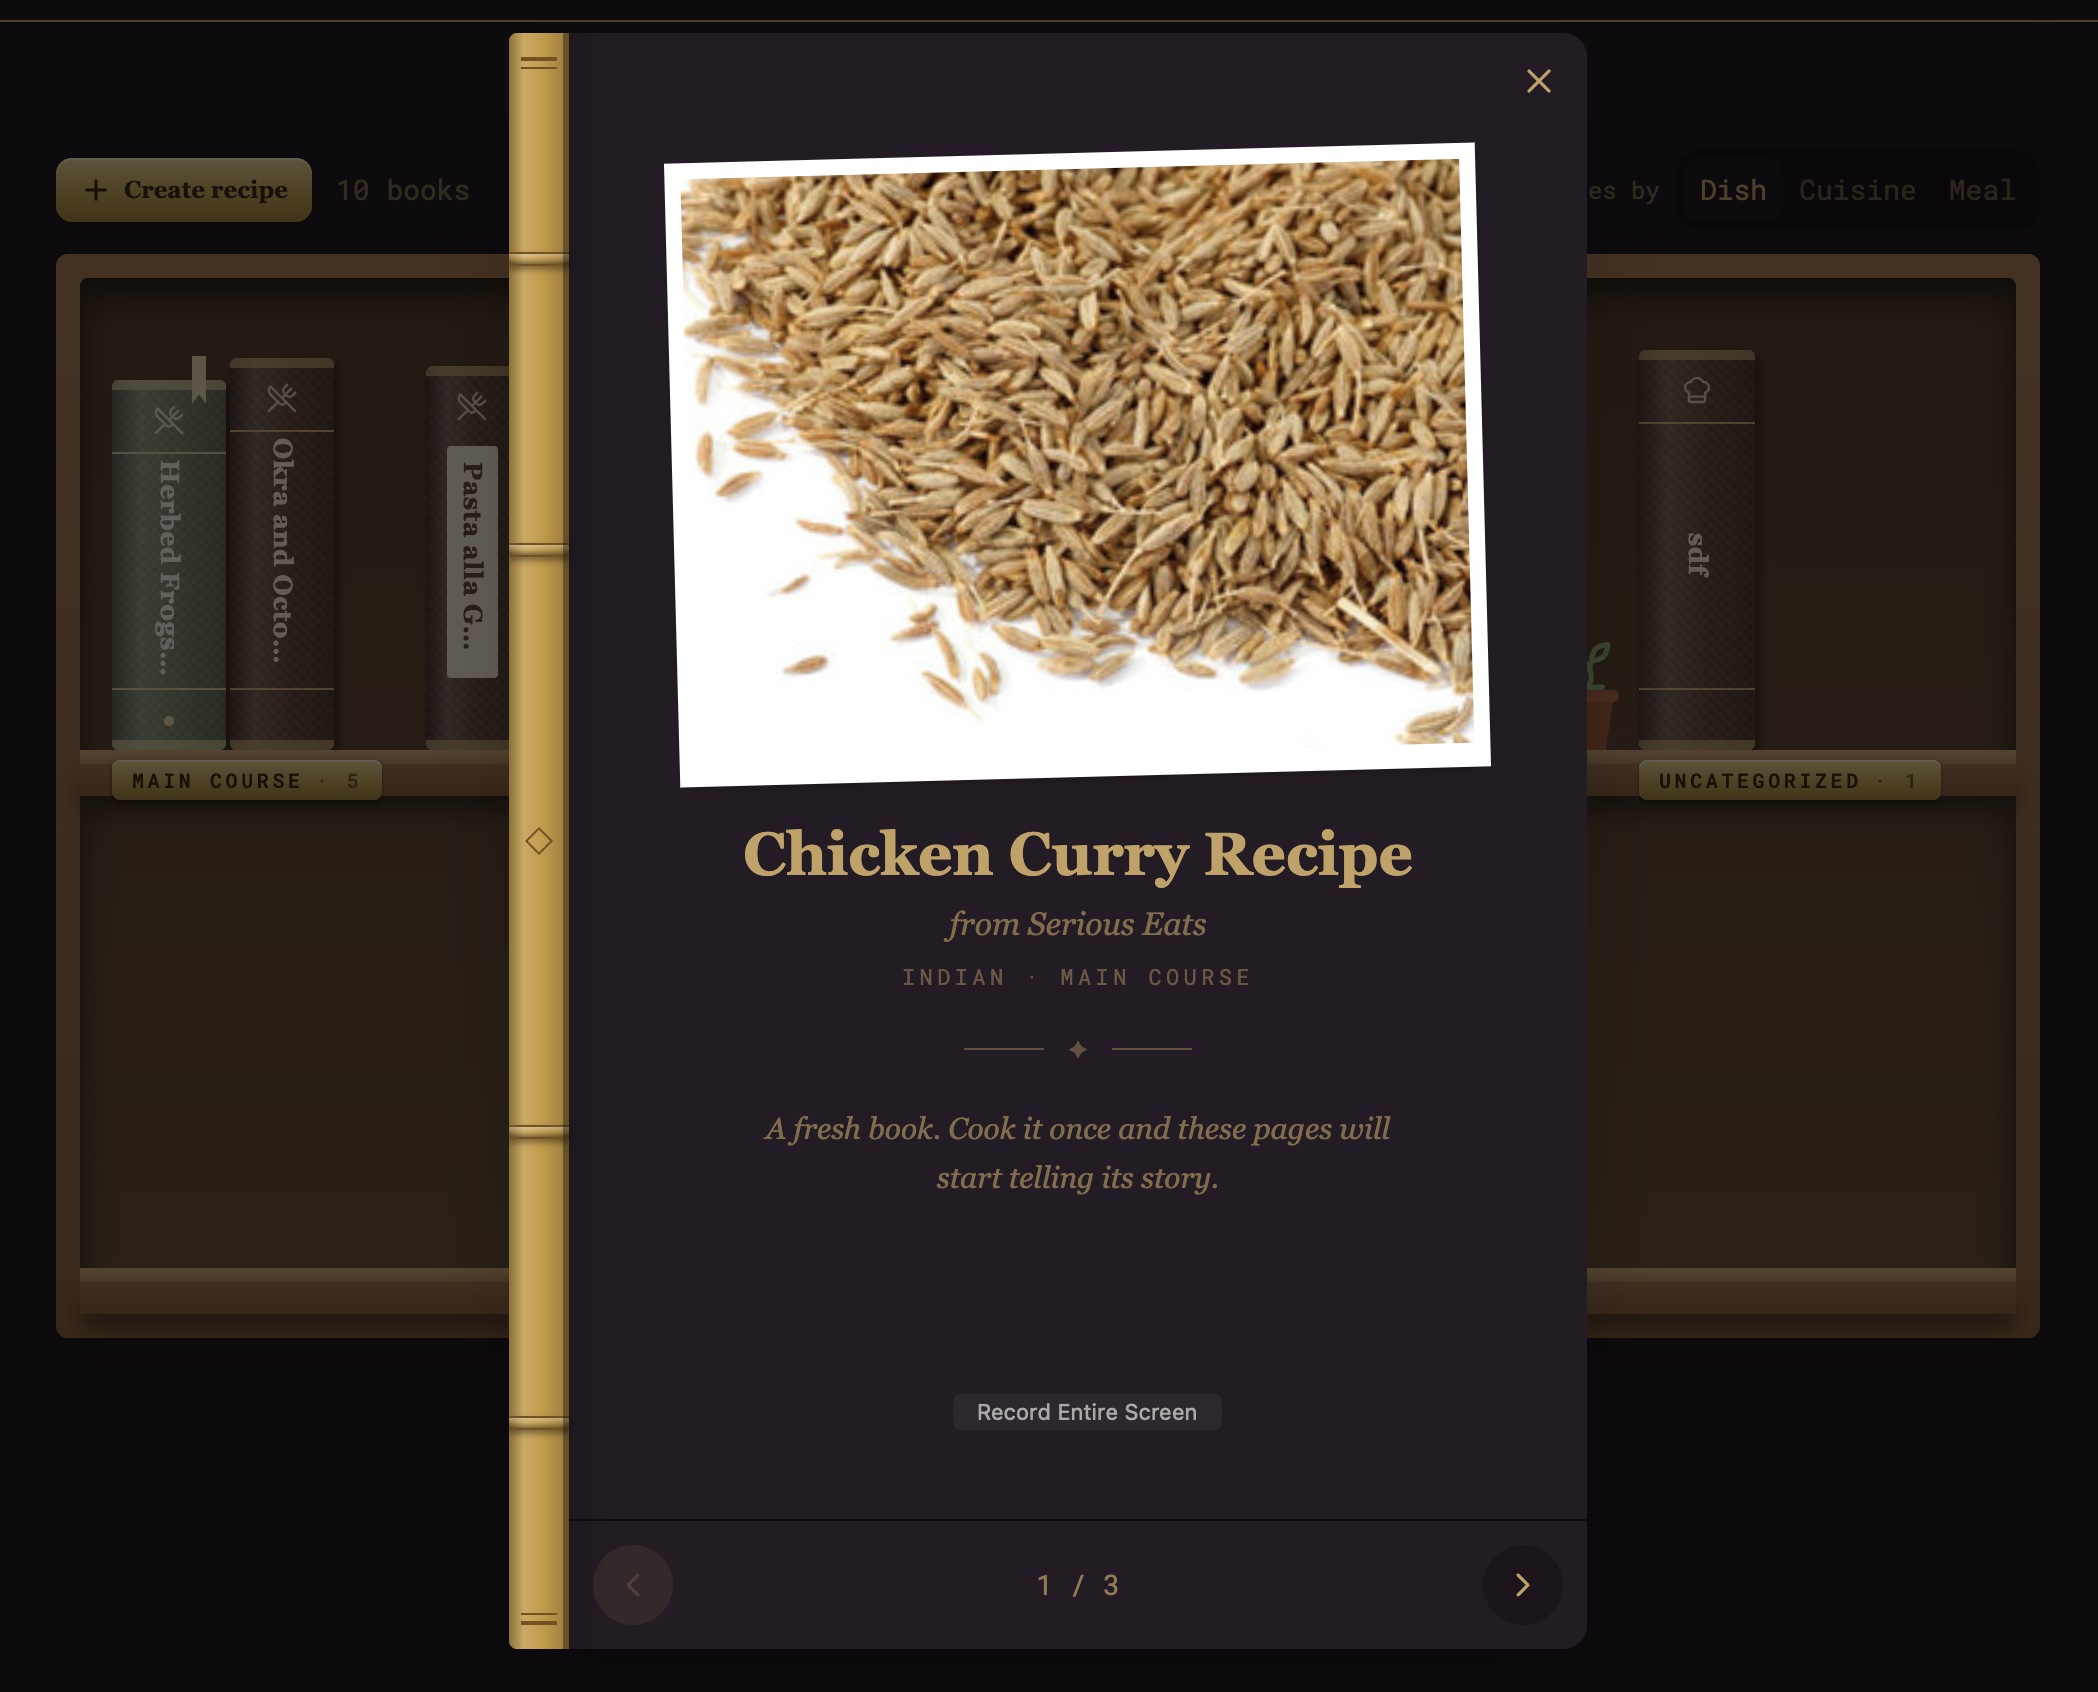 Create recipe
10 books
es by
Dish
Cuisine
Meal
Herbed Frogs...
Okra and Octo...
Pasta alla G...
sdf
MAIN COURSE · 5
UNCATEGORIZED · 1
Chicken Curry Recipe
from Serious Eats
INDIAN · MAIN COURSE
A fresh book. Cook it once and these pages will
start telling its story.
Record Entire Screen
1 / 3